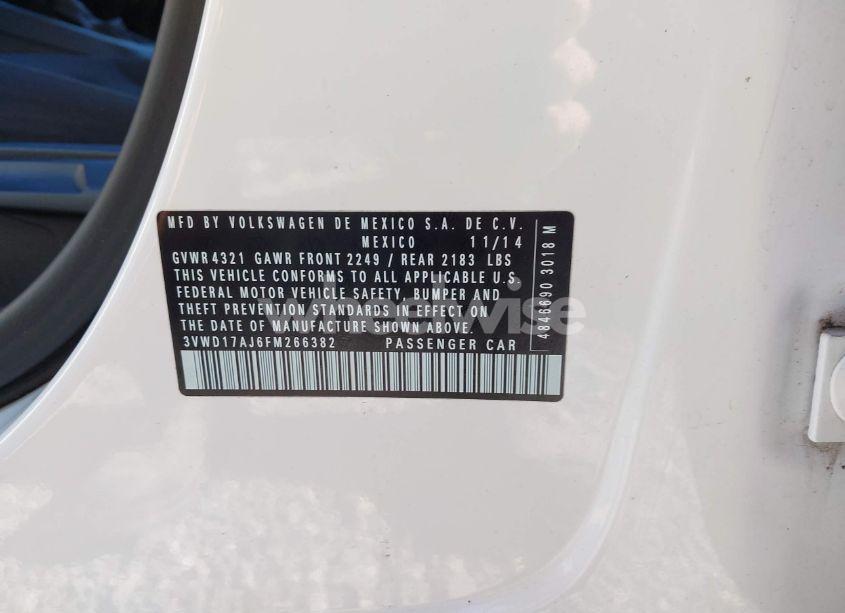 MFD BY VOLKSWAGEN DE MEXICO S.A. DE C.V.
MEXICO 11/14
GVWR 4321 GAWR FRONT 2249 / REAR 2183 LBS
THIS VEHICLE CONFORMS TO ALL APPLICABLE U.S.
FEDERAL MOTOR VEHICLE SAFETY, BUMPER AND
THEFT PREVENTION STANDARDS IN EFFECT ON
THE DATE OF MANUFACTURE SHOWN ABOVE.
3VWD17AJ6FM266382 PASSENGER CAR
4846690 3018 M
wheelwise